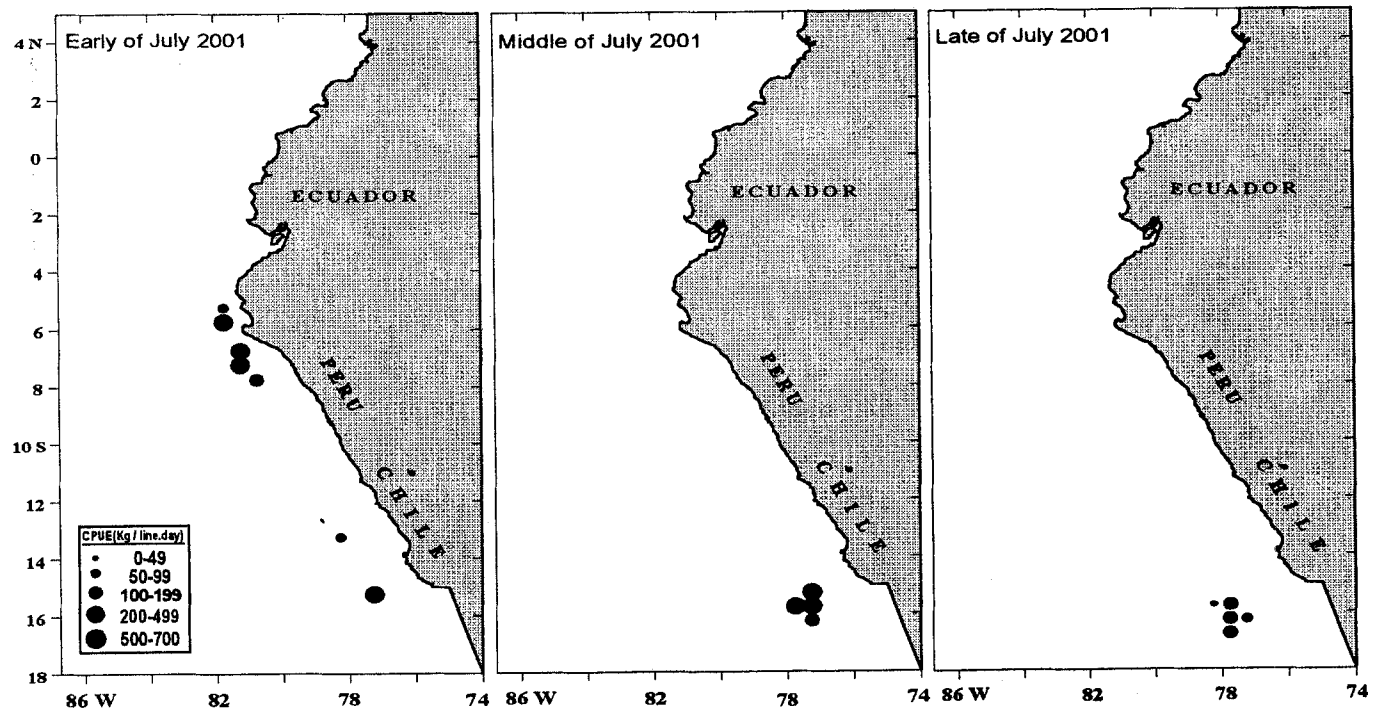 Early of July 2001
Middle of July 2001
Late of July 2001
4 N
2
0
2
4
6
8
10 S
12
14
16
18
ECUADOR
PERU
CHILE
ECUADOR
PERU
CHILE
ECUADOR
PERU
CHILE
CPUE(Kg / line.day)
0-49
50-99
100-199
200-499
500-700
86 W
82
78
74
86 W
82
78
74
86 W
82
78
74